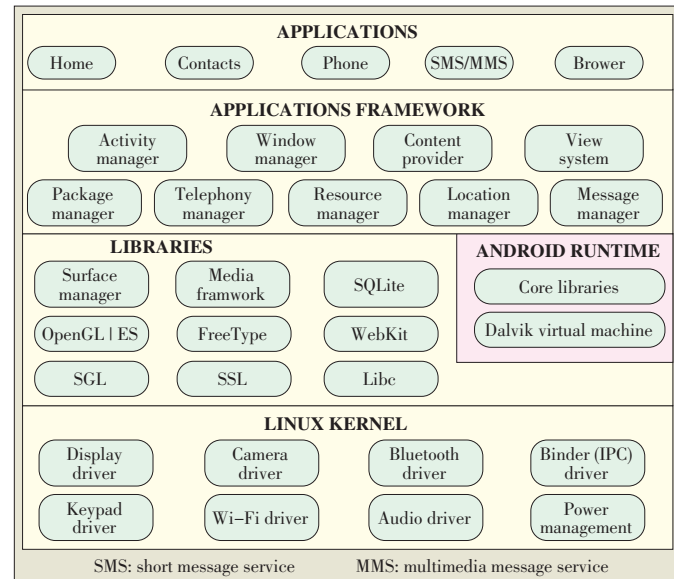 APPLICATIONS
Home Contacts Phone SMS/MMS Brower
APPLICATIONS FRAMEWORK
Activity manager Window manager Content provider View system
Package manager Telephony manager Resource manager Location manager Message manager
LIBRARIES
Surface manager Media framwork SQLite
OpenGL | ES FreeType WebKit
SGL SSL Libc
ANDROID RUNTIME
Core libraries
Dalvik virtual machine
LINUX KERNEL
Display driver Camera driver Bluetooth driver Binder (IPC) driver
Keypad driver Wi–Fi driver Audio driver Power management
SMS: short message service MMS: multimedia message service